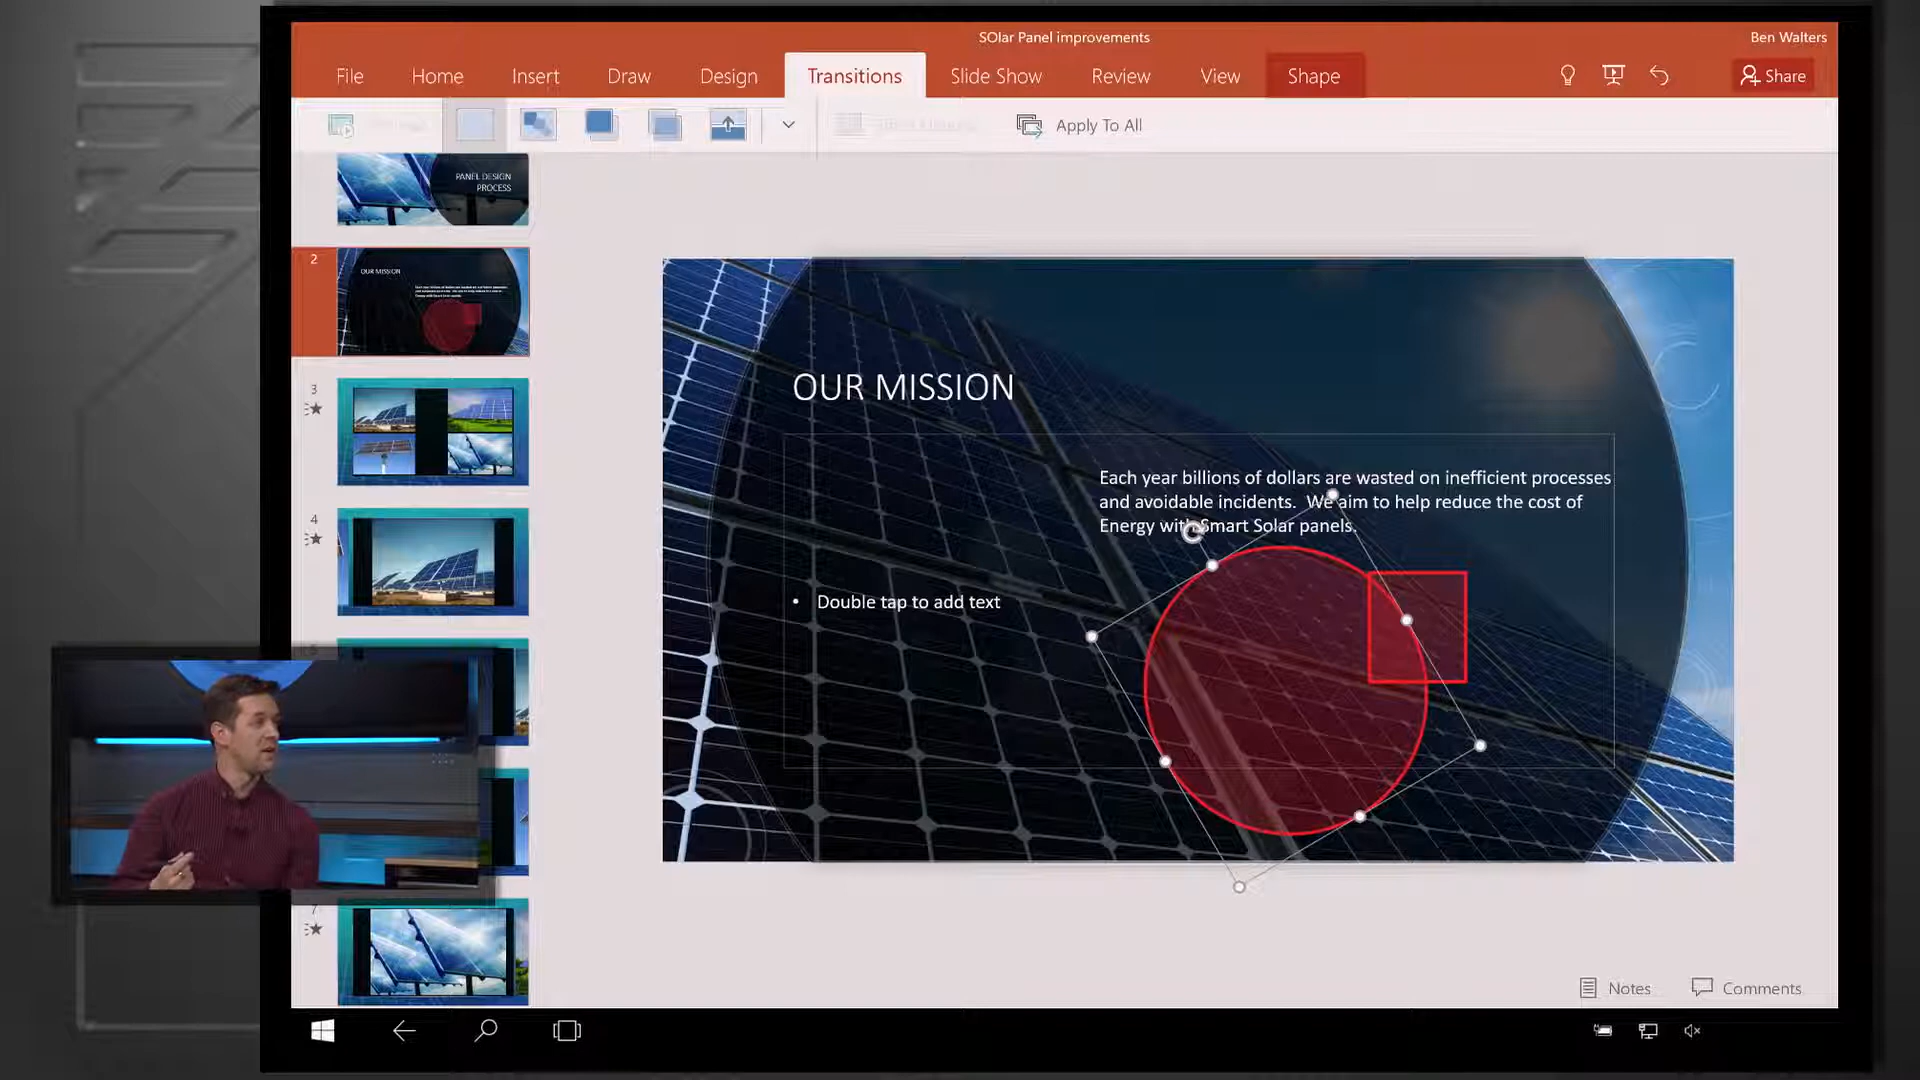 SOlar Panel improvements
Ben Walters
File
Home
Insert
Draw
Design
Transitions
Slide Show
Review
View
Shape
Share
Apply To All
PANEL DESIGN
PROCESS
2
OUR MISSION
3
4
7
OUR MISSION
Each year billions of dollars are wasted on inefficient processes
and avoidable incidents. We aim to help reduce the cost of
Energy with Smart Solar panels.
• Double tap to add text
Notes
Comments